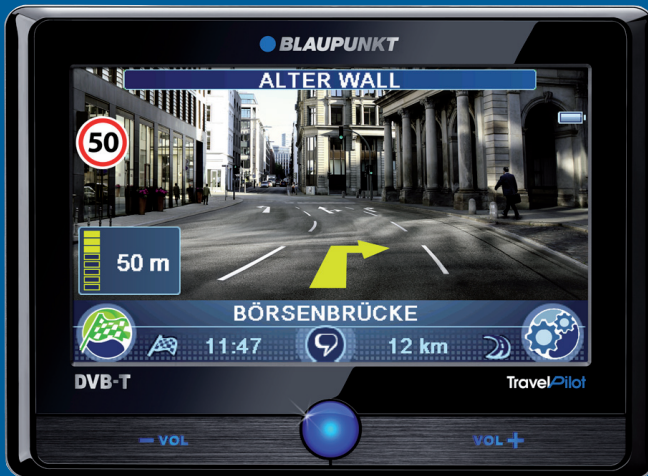 BLAUPUNKT
ALTER WALL
50
50 m
BÖRSENBRÜCKE
11:47 12 km
DVB-T TravelPilot
− VOL VOL +